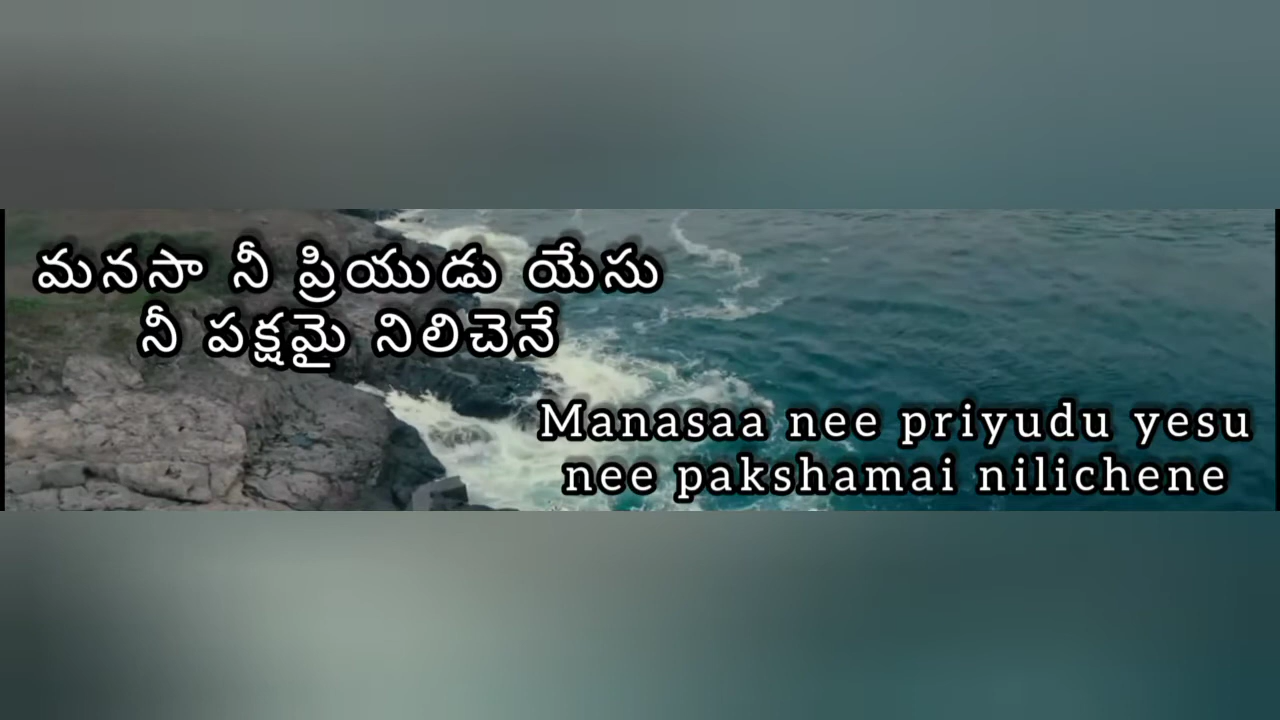 మనసా నీ ప్రియుడు యేసు
నీ పక్షమై నిలిచెనే
Manasaa nee priyudu yesu
nee pakshamai nilichene